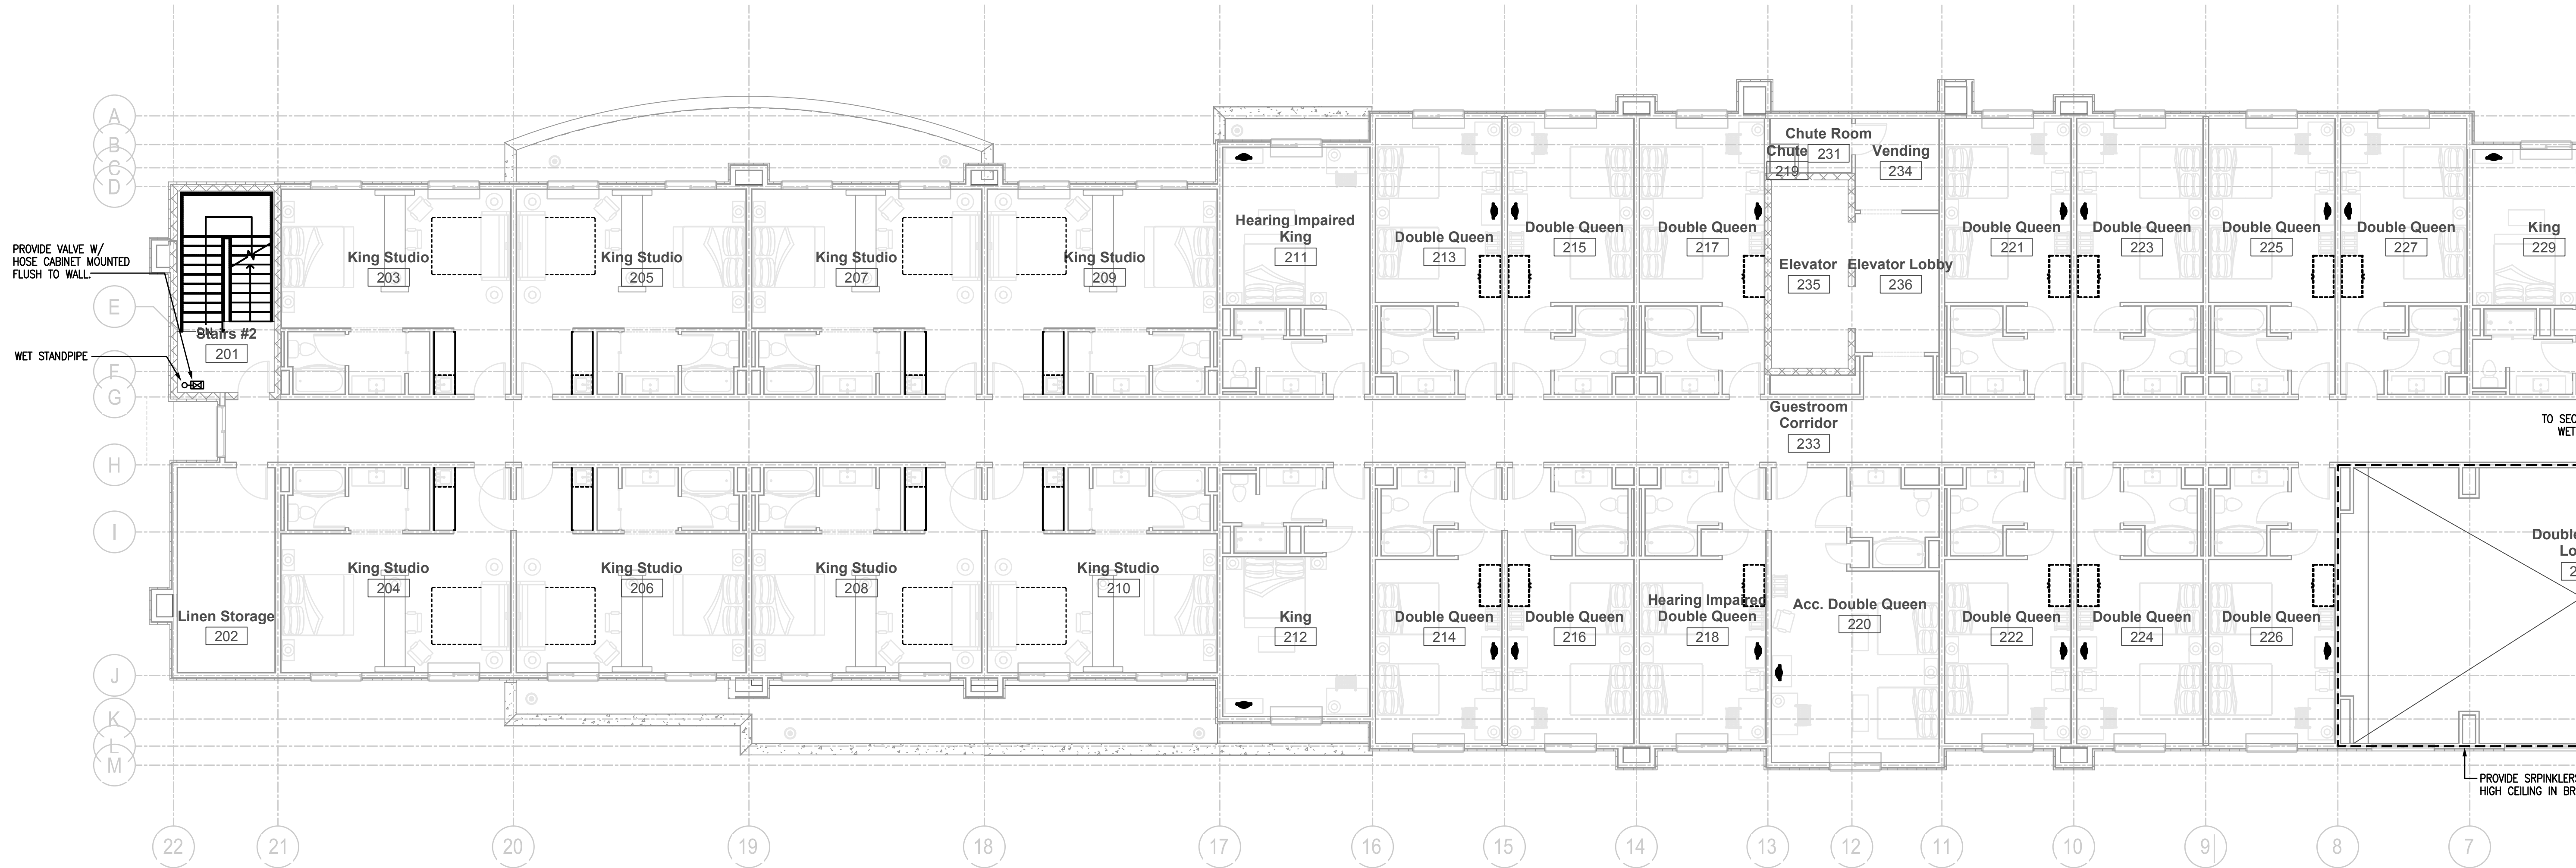 A
B
C
D
E
F
G
H
I
J
K
L
M
PROVIDE VALVE W/
HOSE CABINET MOUNTED
FLUSH TO WALL.
WET STANDPIPE
DN
Stairs #2
201
King Studio
203
King Studio
205
King Studio
207
King Studio
209
Hearing Impaired
King
211
Double Queen
213
Double Queen
215
Double Queen
217
Chute Room
231
Chute
219
Vending
234
Elevator
235
Elevator Lobby
236
Double Queen
221
Double Queen
223
Double Queen
225
Double Queen
227
King
229
Guestroom
Corridor
233
TO SEC
WET
Linen Storage
202
King Studio
204
King Studio
206
King Studio
208
King Studio
210
King
212
Double Queen
214
Double Queen
216
Hearing Impaired
Double Queen
218
Acc. Double Queen
220
Double Queen
222
Double Queen
224
Double Queen
226
Double
Lo
2
PROVIDE SRPINKLERS
HIGH CEILING IN BR
22
21
20
19
18
17
16
15
14
13
12
11
10
9
8
7